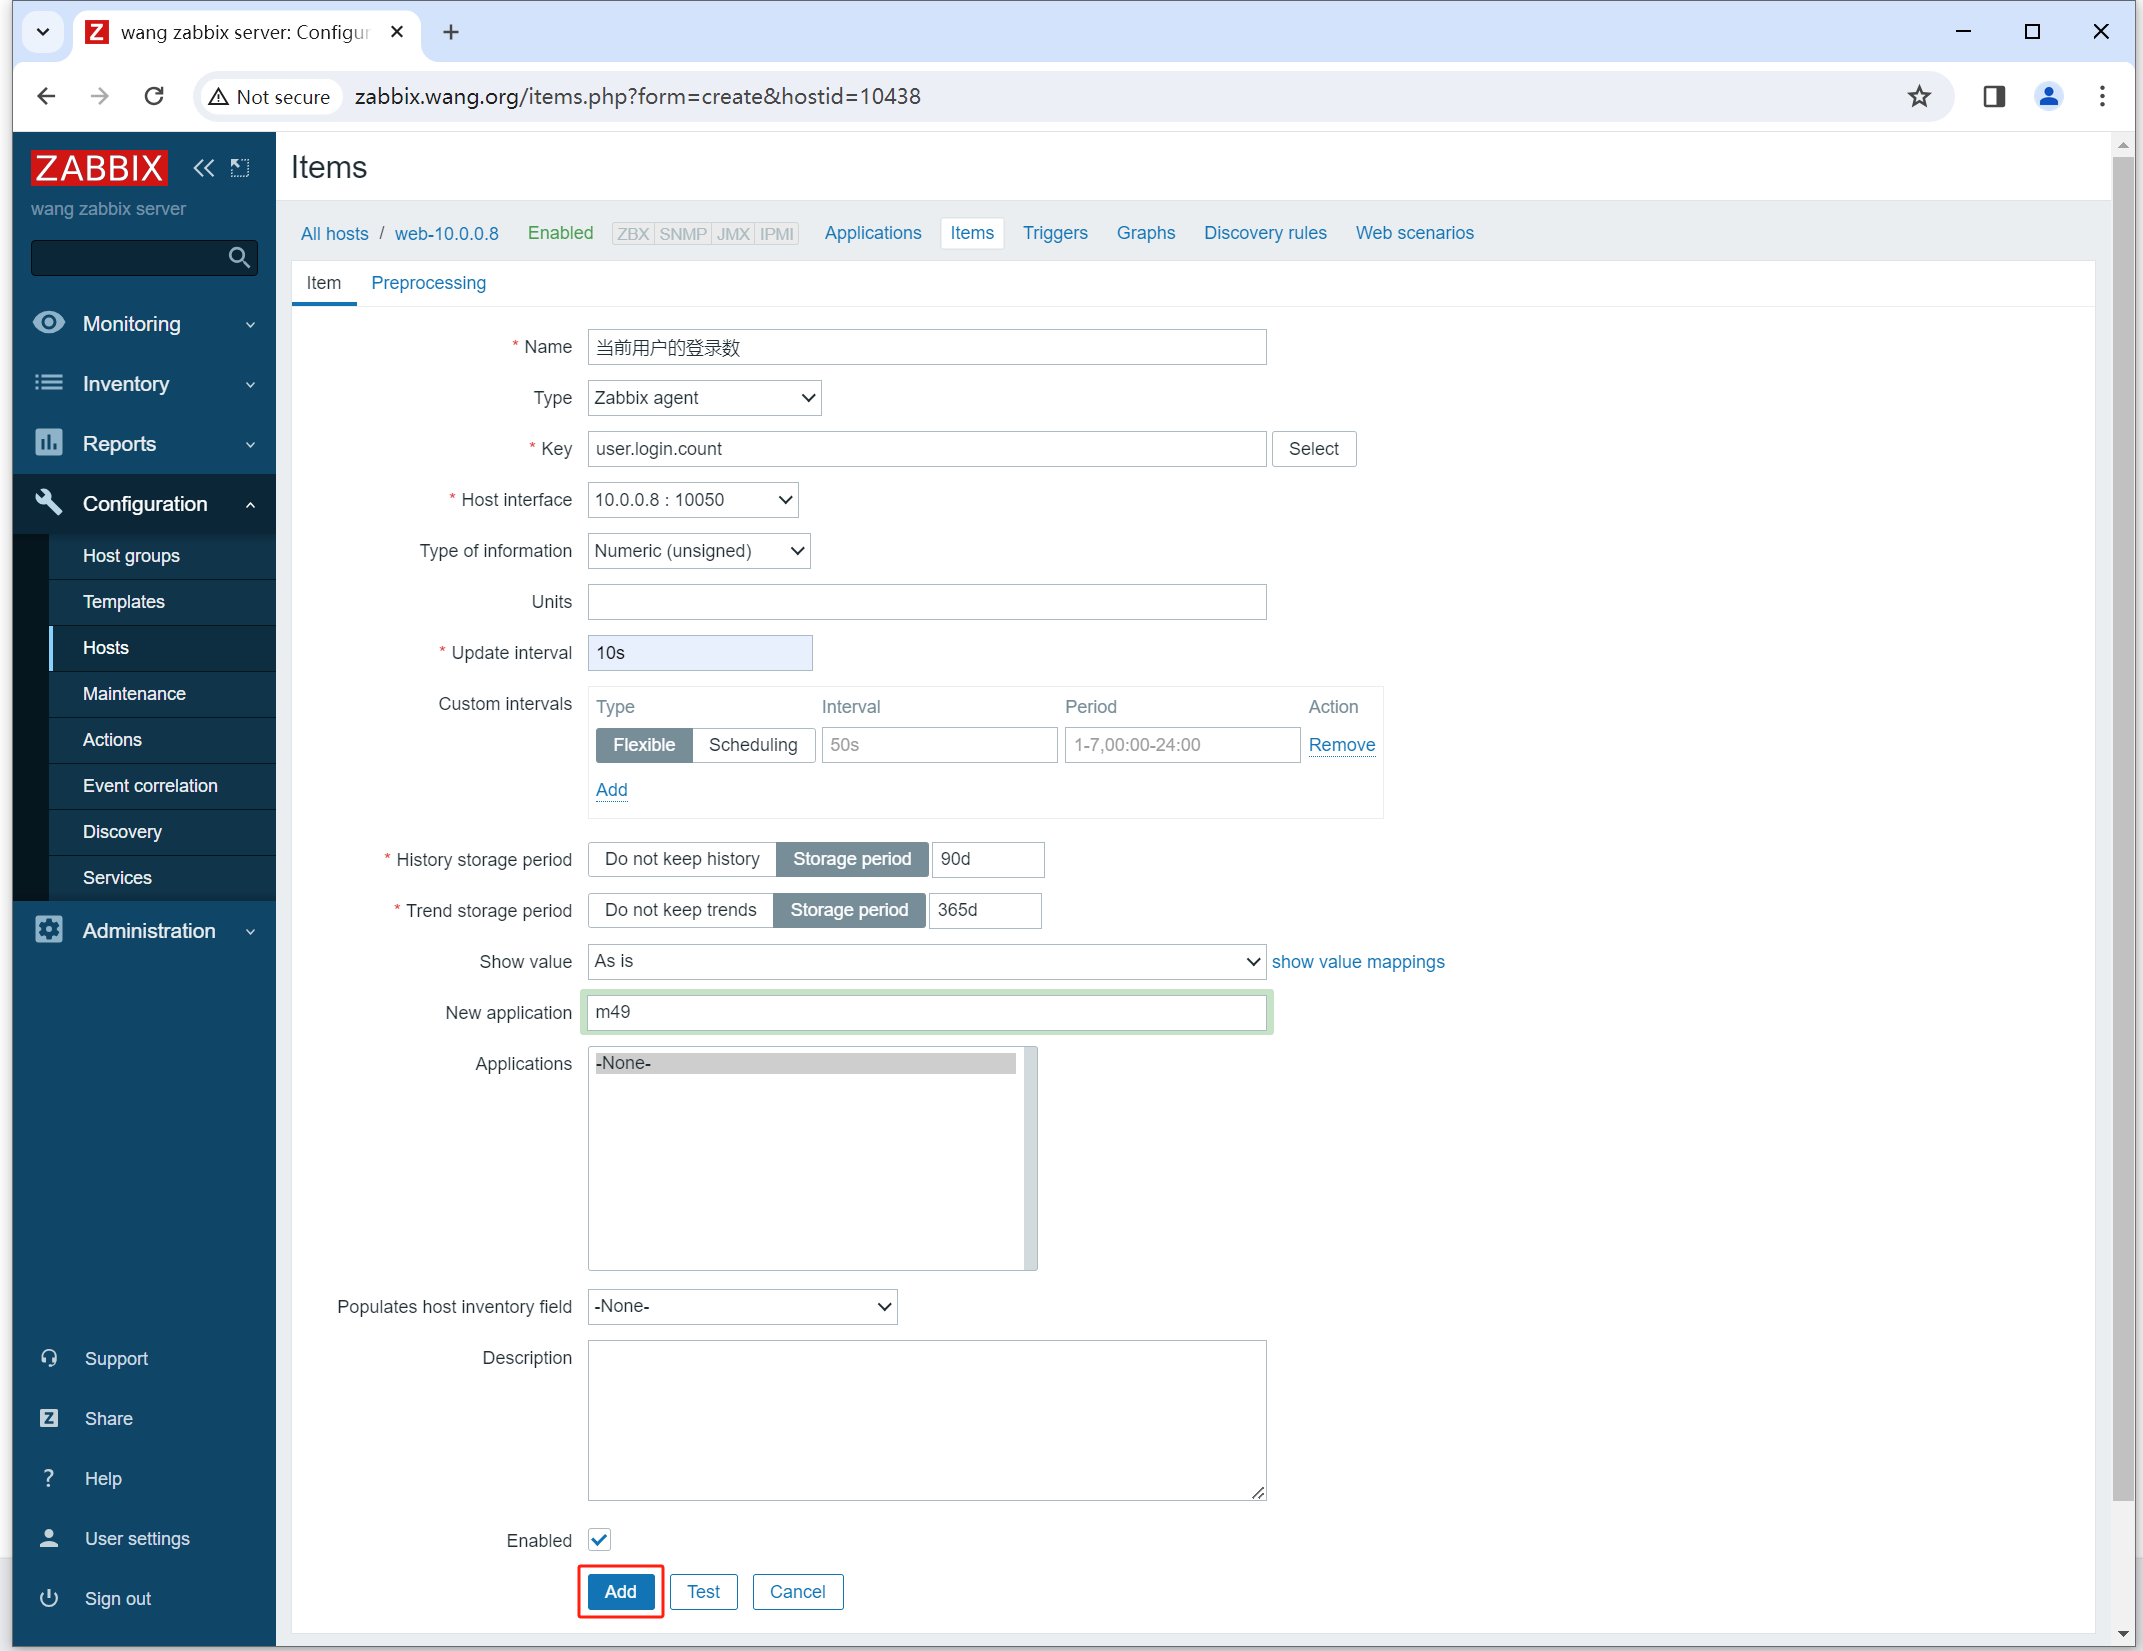 Z wang zabbix server: Configur
Not secure zabbix.wang.org/items.php?form=create&hostid=10438
ZABBIX
wang zabbix server
Monitoring
Inventory
Reports
Configuration
Host groups
Templates
Hosts
Maintenance
Actions
Event correlation
Discovery
Services
Administration
Support
Z Share
? Help
User settings
Sign out
Items
All hosts / web-10.0.0.8 Enabled ZBX SNMP JMX IPMI Applications Items Triggers Graphs Discovery rules Web scenarios
Item Preprocessing
* Name 当前用户的登录数
Type Zabbix agent
* Key user.login.count Select
* Host interface 10.0.0.8 : 10050
Type of information Numeric (unsigned)
Units
* Update interval 10s
Custom intervals Type Interval Period Action
Flexible Scheduling 50s 1-7,00:00-24:00 Remove
Add
* History storage period Do not keep history Storage period 90d
* Trend storage period Do not keep trends Storage period 365d
Show value As is show value mappings
New application m49
Applications -None-
Populates host inventory field -None-
Description
Enabled
Add Test Cancel